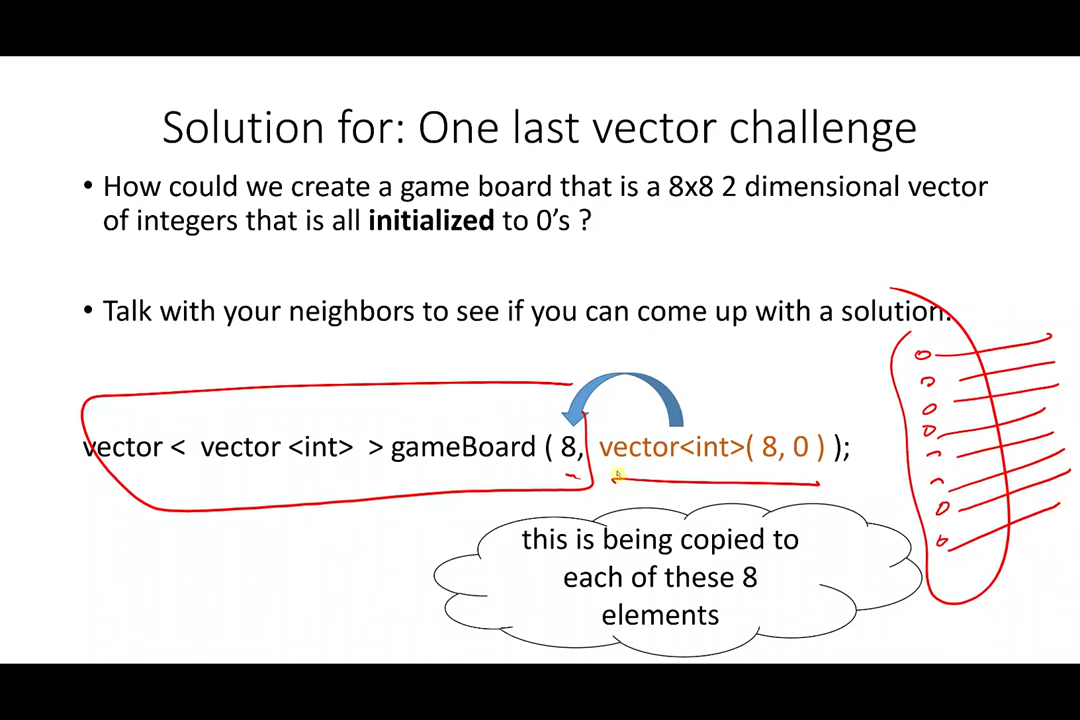 Solution for: One last vector challenge
• How could we create a game board that is a 8x8 2 dimensional vector
of integers that is all initialized to 0’s ?
• Talk with your neighbors to see if you can come up with a solution.
vector < vector <int> > gameBoard ( 8, vector<int>( 8, 0 ) );
this is being copied to
each of these 8
elements